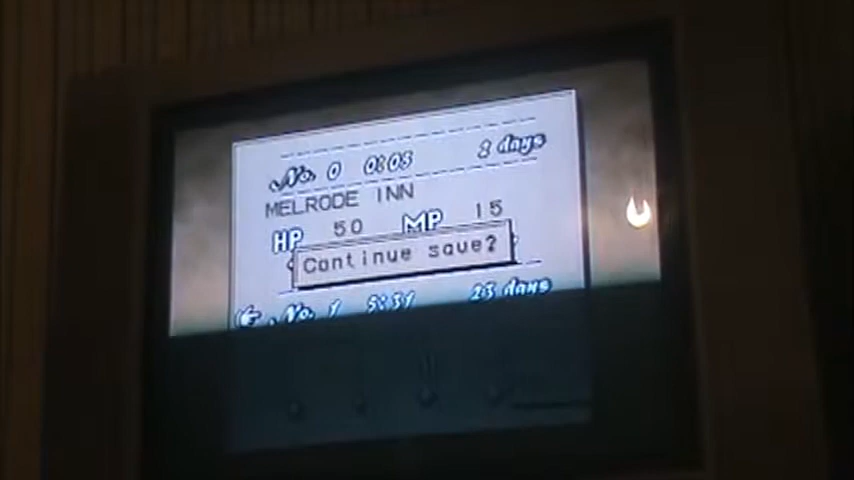 No. 0 0:05 2 days
MELRODE INN
HP 50 MP 15
Continue save?
No. 1 5:31 23 days